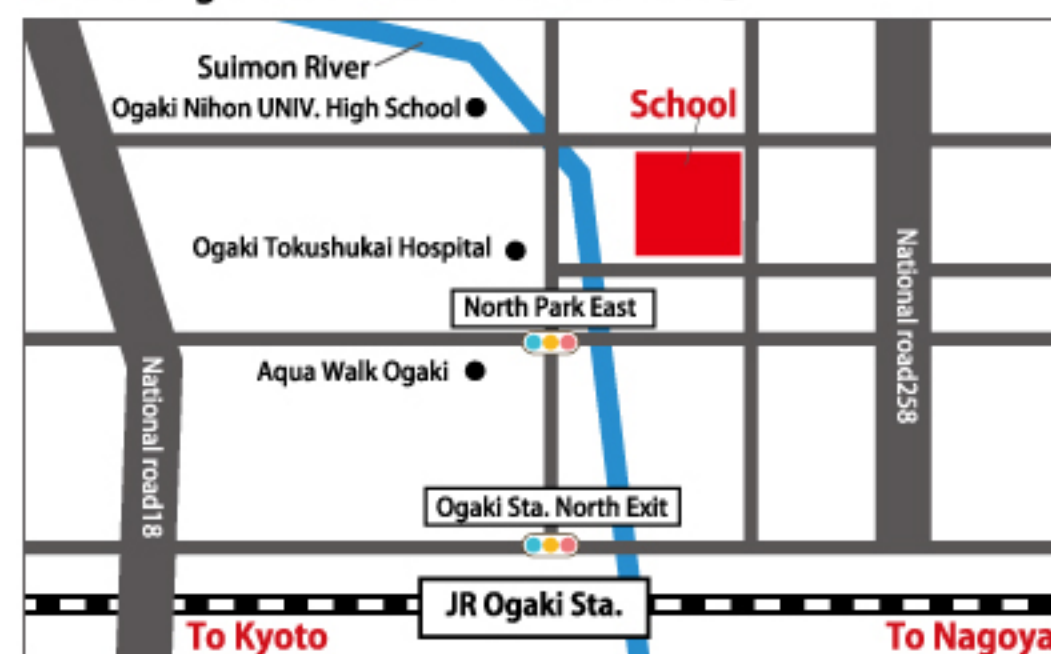 Suimon River
Ogaki Nihon UNIV. High School
School
Ogaki Tokushukai Hospital
National road258
North Park East
Aqua Walk Ogaki
National road18
Ogaki Sta. North Exit
JR Ogaki Sta.
To Kyoto
To Nagoya